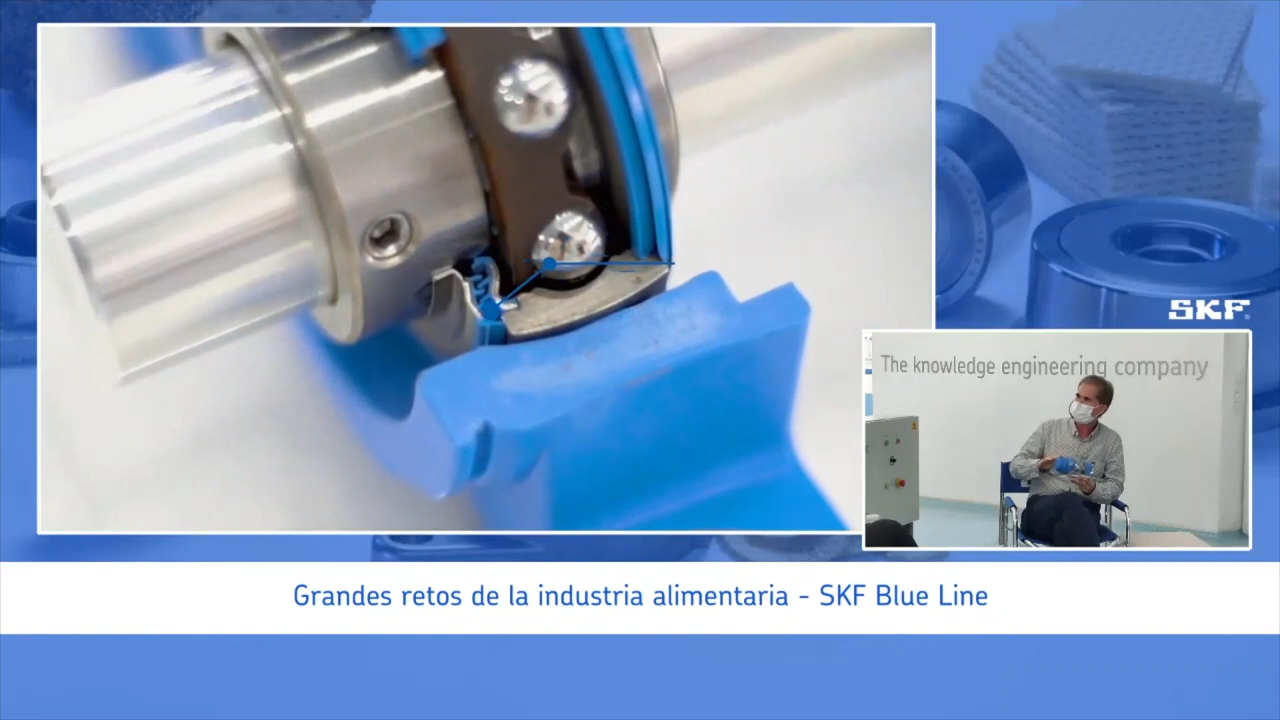 SKF
The knowledge engineering company
Grandes retos de la industria alimentaria - SKF Blue Line